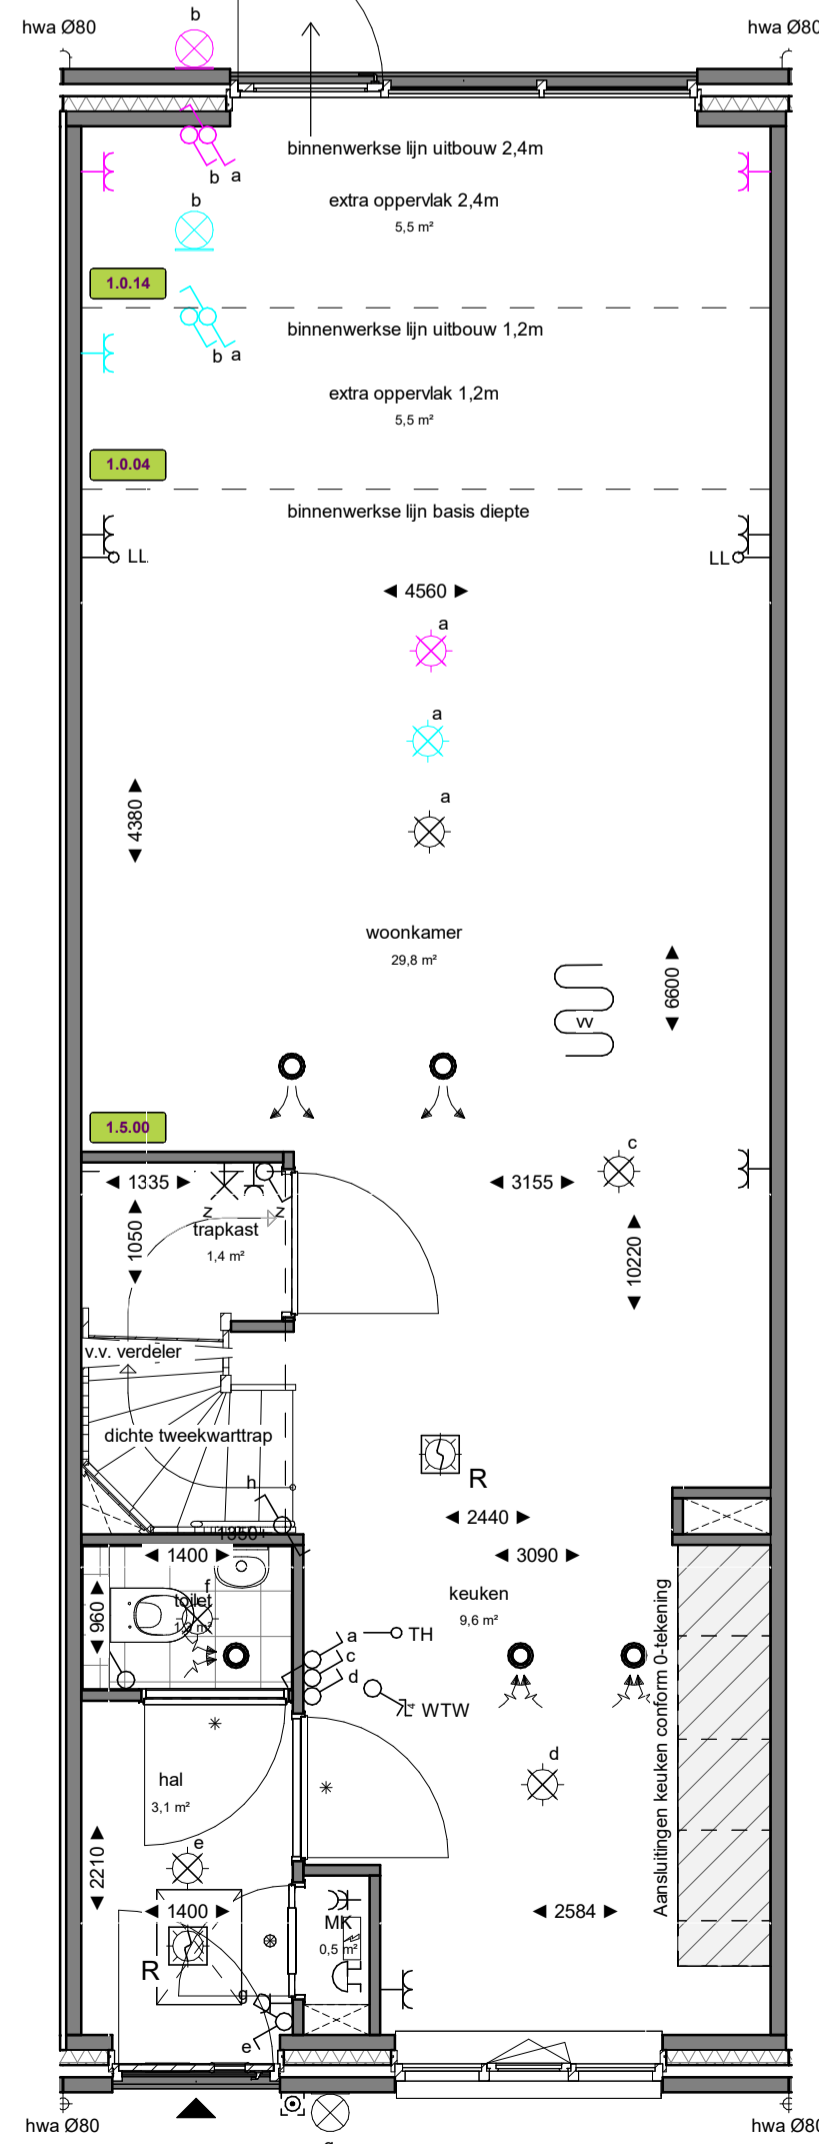 b
hwa Ø80
hwa Ø80
binnenwerkse lijn uitbouw 2,4m
b a
b
extra oppervlak 2,4m
5,5 m²
1.0.14
binnenwerkse lijn uitbouw 1,2m
b a
extra oppervlak 1,2m
5,5 m²
1.0.04
binnenwerkse lijn basis diepte
LL
LL
4560
a
a
a
4380
woonkamer
29,8 m²
6600
vv
1.5.00
c
1335
3155
z
z
trapkast
1,4 m²
1050
10220
v.v. verdeler
dichte tweekwarttrap
h
R
2440
1350+
1400
3090
f
toilet
960
keuken
9,6 m²
a
TH
c
d
WTW
Aansluitingen keuken conform 0-tekening
hal
3,1 m²
d
e
2210
1400
2584
MK
0,5 m²
R
g
e
hwa Ø80
hwa Ø80